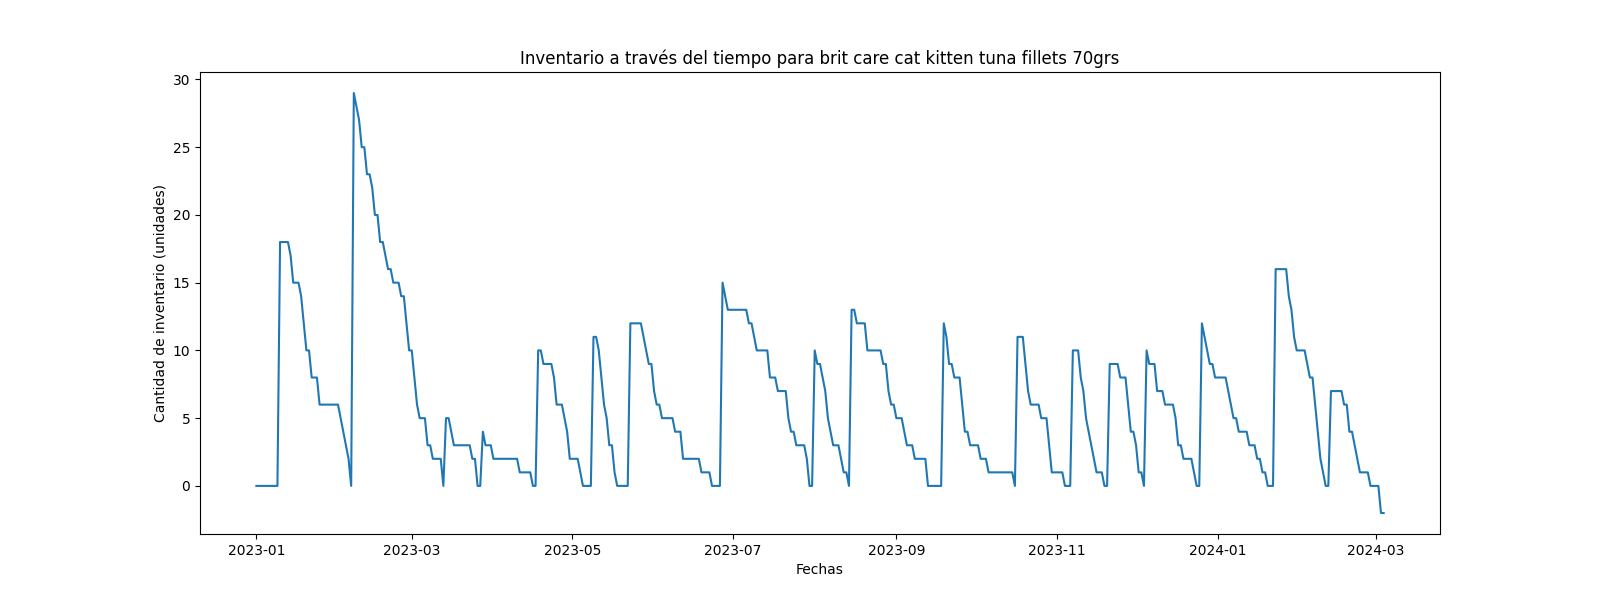 Inventario a través del tiempo para brit care cat kitten tuna fillets 70grs
30
25
20
15
10
5
0
Cantidad de inventario (unidades)
2023-01 2023-03 2023-05 2023-07 2023-09 2023-11 2024-01 2024-03
Fechas